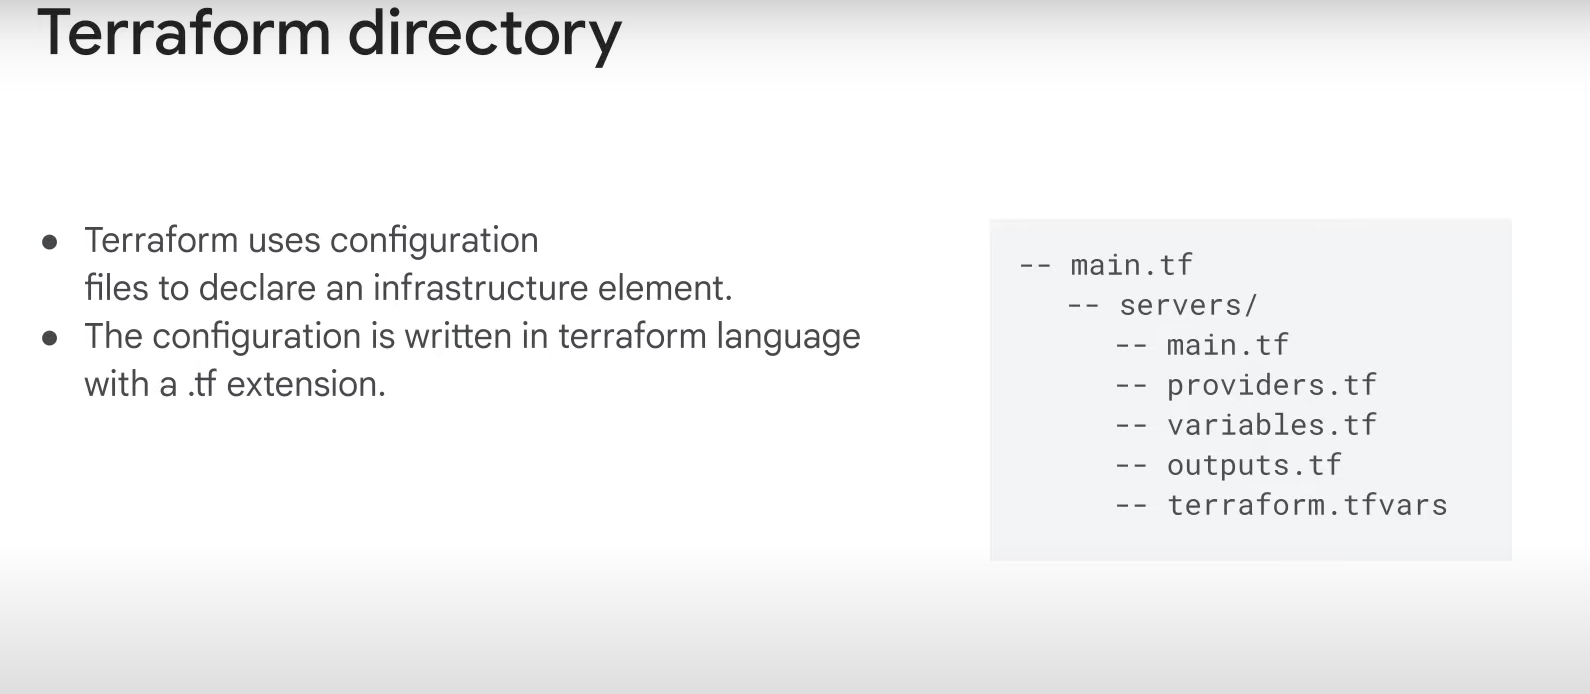 Terraform directory
● Terraform uses configuration
files to declare an infrastructure element.
● The configuration is written in terraform language
with a .tf extension.
-- main.tf
-- servers/
-- main.tf
-- providers.tf
-- variables.tf
-- outputs.tf
-- terraform.tfvars